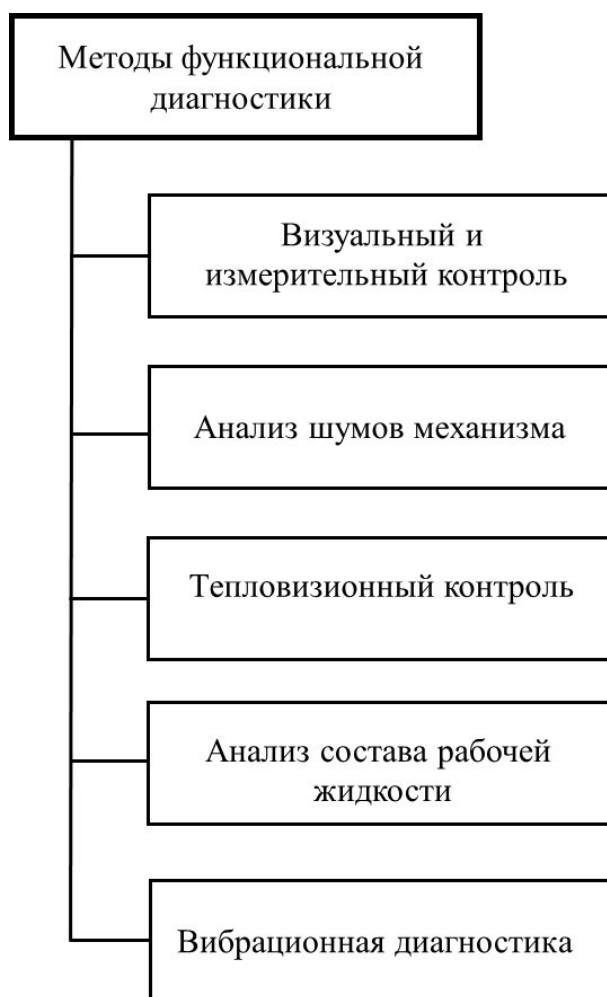 Методы функциональной
диагностики
Визуальный и
измерительный контроль
Анализ шумов механизма
Тепловизионный контроль
Анализ состава рабочей
жидкости
Вибрационная диагностика